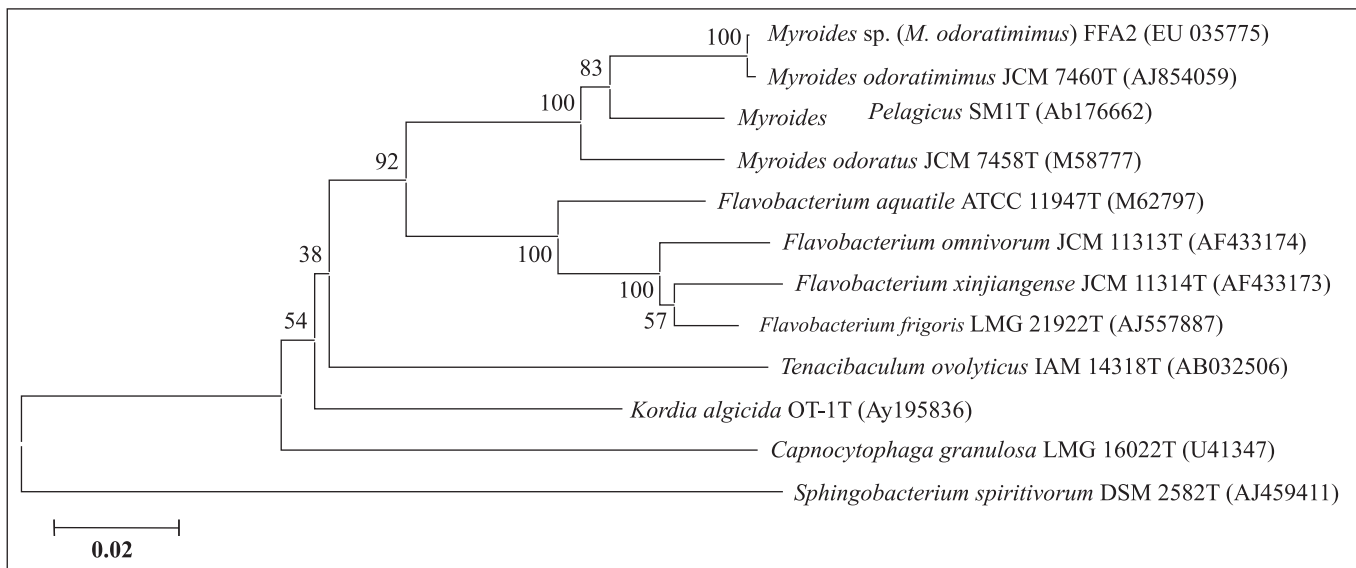 100
Myroides sp. (M. odoratimimus) FFA2 (EU 035775)
83
Myroides odoratimimus JCM 7460T (AJ854059)
100
Myroides Pelagicus SM1T (Ab176662)
92
Myroides odoratus JCM 7458T (M58777)
Flavobacterium aquatile ATCC 11947T (M62797)
100
Flavobacterium omnivorum JCM 11313T (AF433174)
38
100
Flavobacterium xinjiangense JCM 11314T (AF433173)
54
57
Flavobacterium frigoris LMG 21922T (AJ557887)
Tenacibaculum ovolyticus IAM 14318T (AB032506)
Kordia algicida OT-1T (Ay195836)
Capnocytophaga granulosa LMG 16022T (U41347)
Sphingobacterium spiritivorum DSM 2582T (AJ459411)
0.02